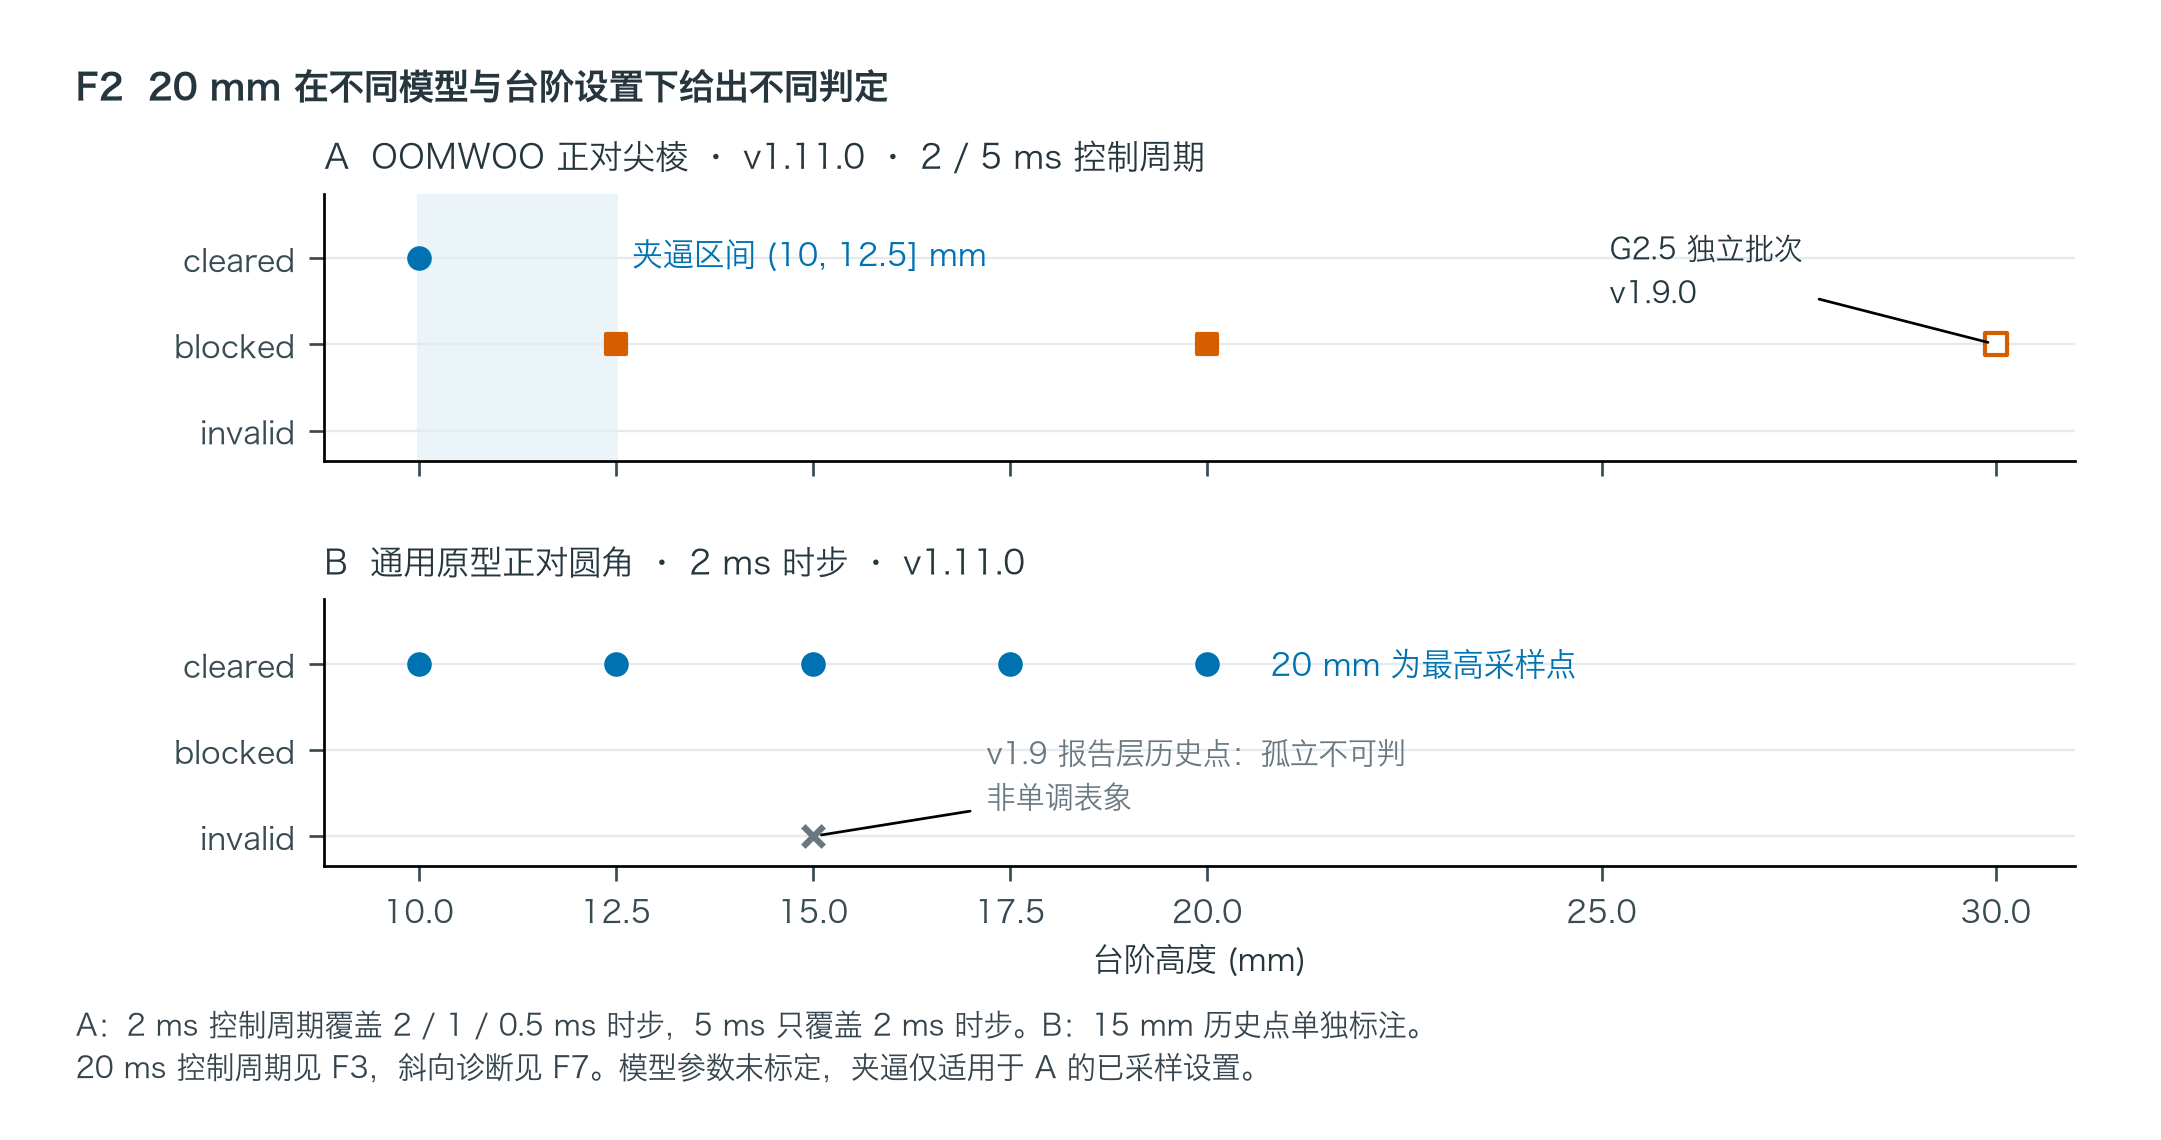 F2 20 mm 在不同模型与台阶设置下给出不同判定
A OOMWOO 正对尖棱 · v1.11.0 · 2 / 5 ms 控制周期
cleared
夹逼区间 (10, 12.5] mm
G2.5 独立批次
v1.9.0
blocked
invalid
B 通用原型正对圆角 · 2 ms 时步 · v1.11.0
cleared
20 mm 为最高采样点
blocked
v1.9 报告层历史点：孤立不可判
非单调表象
invalid
10.0 12.5 15.0 17.5 20.0 25.0 30.0
台阶高度 (mm)
A：2 ms 控制周期覆盖 2 / 1 / 0.5 ms 时步，5 ms 只覆盖 2 ms 时步。B：15 mm 历史点单独标注。
20 ms 控制周期见 F3，斜向诊断见 F7。模型参数未标定，夹逼仅适用于 A 的已采样设置。